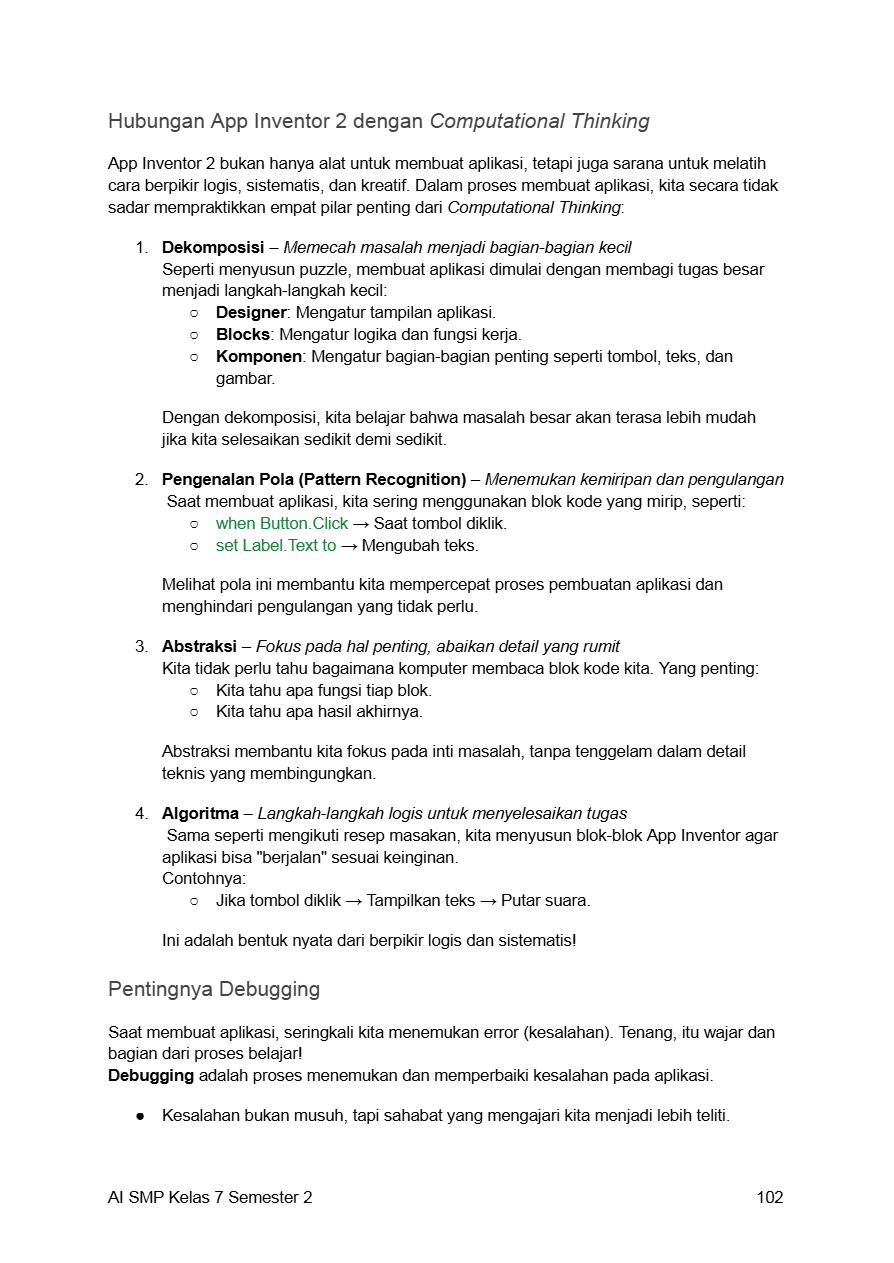 Hubungan App Inventor 2 dengan Computational Thinking
App Inventor 2 bukan hanya alat untuk membuat aplikasi, tetapi juga sarana untuk melatih
cara berpikir logis, sistematis, dan kreatif. Dalam proses membuat aplikasi, kita secara tidak
sadar mempraktikkan empat pilar penting dari Computational Thinking:
1. Dekomposisi – Memecah masalah menjadi bagian-bagian kecil
Seperti menyusun puzzle, membuat aplikasi dimulai dengan membagi tugas besar
menjadi langkah-langkah kecil:
○ Designer: Mengatur tampilan aplikasi.
○ Blocks: Mengatur logika dan fungsi kerja.
○ Komponen: Mengatur bagian-bagian penting seperti tombol, teks, dan
gambar.
Dengan dekomposisi, kita belajar bahwa masalah besar akan terasa lebih mudah
jika kita selesaikan sedikit demi sedikit.
2. Pengenalan Pola (Pattern Recognition) – Menemukan kemiripan dan pengulangan
Saat membuat aplikasi, kita sering menggunakan blok kode yang mirip, seperti:
○ when Button.Click → Saat tombol diklik.
○ set Label.Text to → Mengubah teks.
Melihat pola ini membantu kita mempercepat proses pembuatan aplikasi dan
menghindari pengulangan yang tidak perlu.
3. Abstraksi – Fokus pada hal penting, abaikan detail yang rumit
Kita tidak perlu tahu bagaimana komputer membaca blok kode kita. Yang penting:
○ Kita tahu apa fungsi tiap blok.
○ Kita tahu apa hasil akhirnya.
Abstraksi membantu kita fokus pada inti masalah, tanpa tenggelam dalam detail
teknis yang membingungkan.
4. Algoritma – Langkah-langkah logis untuk menyelesaikan tugas
Sama seperti mengikuti resep masakan, kita menyusun blok-blok App Inventor agar
aplikasi bisa "berjalan" sesuai keinginan.
Contohnya:
○ Jika tombol diklik → Tampilkan teks → Putar suara.
Ini adalah bentuk nyata dari berpikir logis dan sistematis!
Pentingnya Debugging
Saat membuat aplikasi, seringkali kita menemukan error (kesalahan). Tenang, itu wajar dan
bagian dari proses belajar!
Debugging adalah proses menemukan dan memperbaiki kesalahan pada aplikasi.
● Kesalahan bukan musuh, tapi sahabat yang mengajari kita menjadi lebih teliti.
AI SMP Kelas 7 Semester 2 102